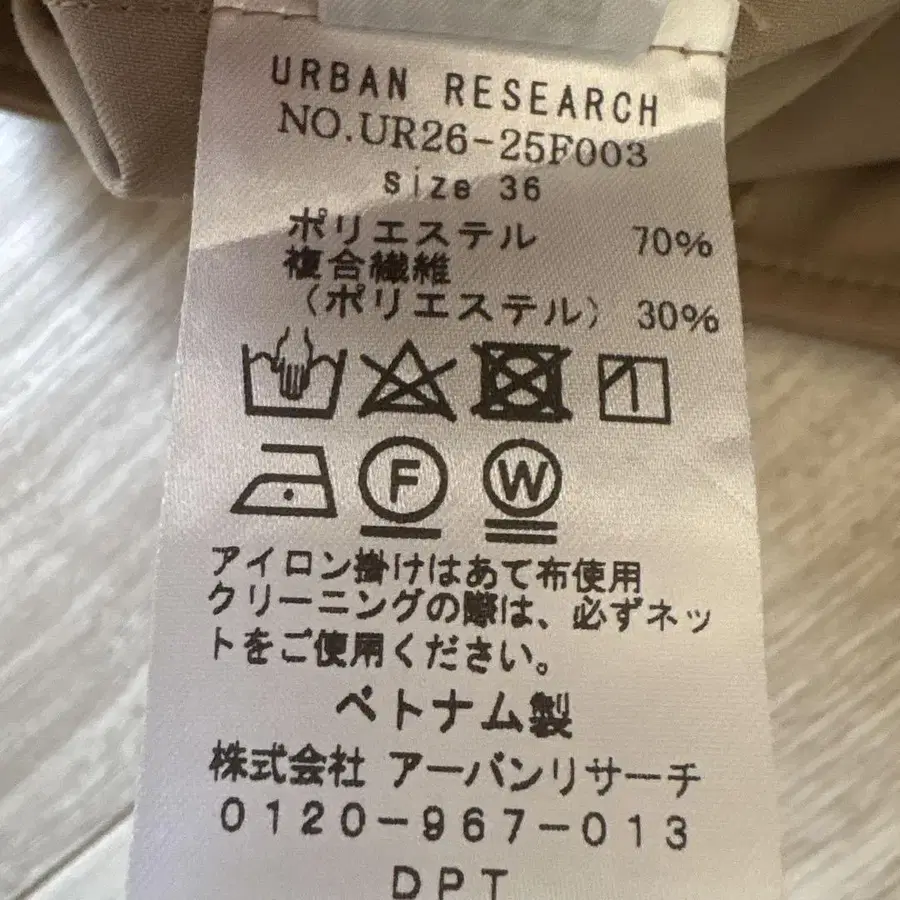 URBAN RESEARCH
NO.UR26-25F003
size 36
ポリエステル 70%
複合繊維
(ポリエステル) 30%
F W
アイロン掛けはあて布使用
クリーニングの際は、必ずネッ
トをご使用ください。
ベトナム製
株式会社 アーバンリサーチ
0120-967-013
DPT